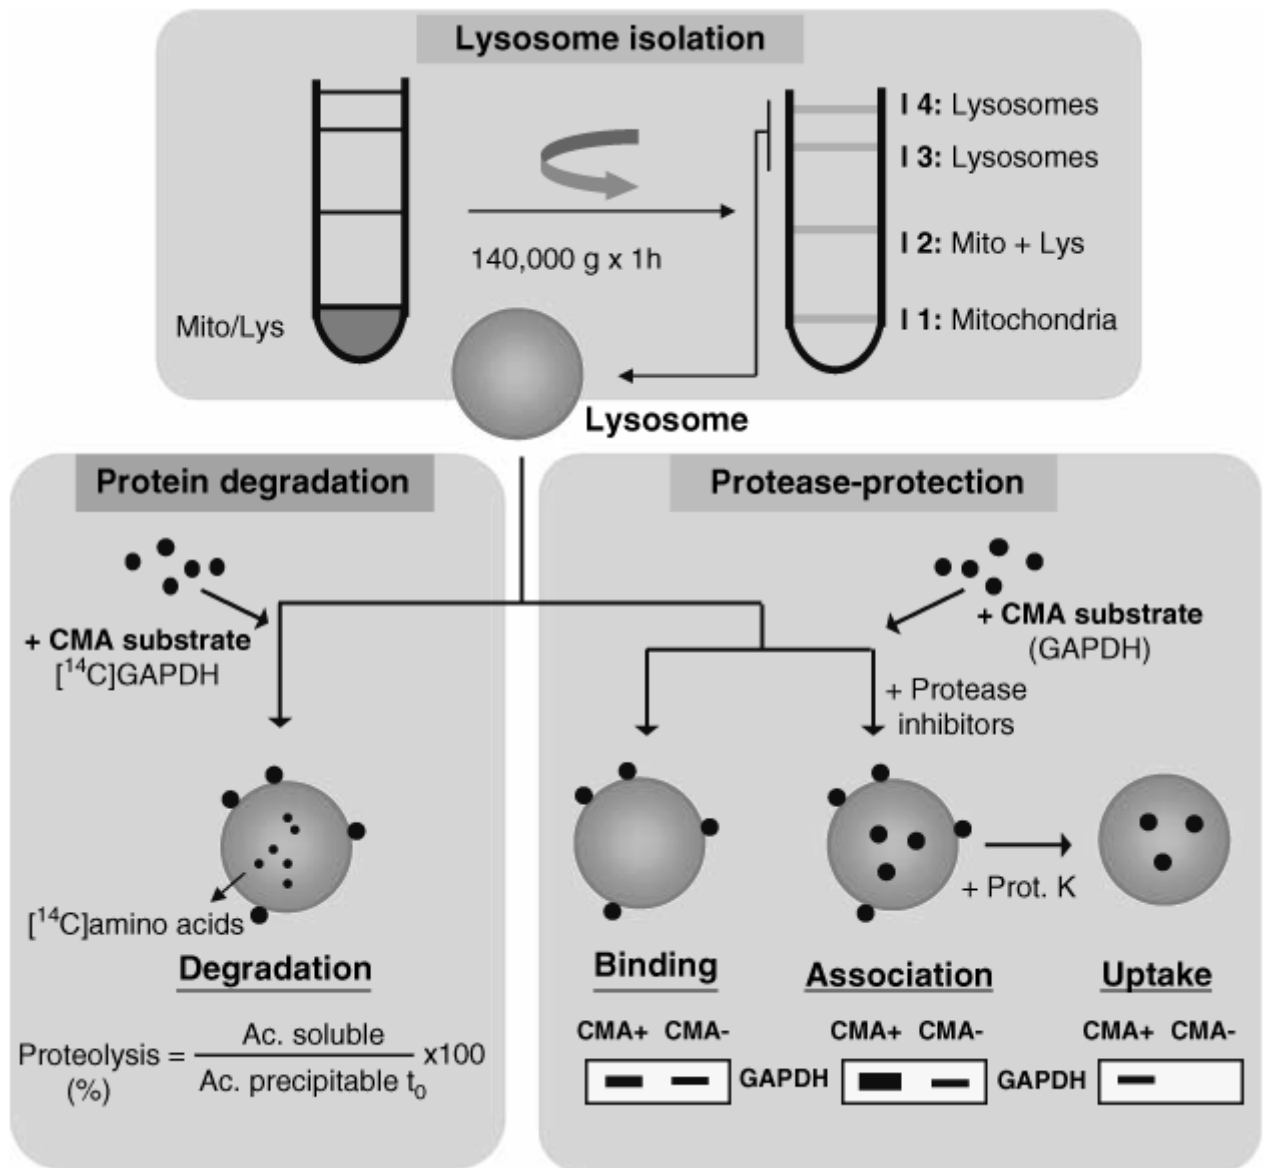 Lysosome isolation
I 4: Lysosomes
I 3: Lysosomes
I 2: Mito + Lys
I 1: Mitochondria
140,000 g x 1h
Mito/Lys
Lysosome
Protein degradation
+ CMA substrate
[¹⁴C]GAPDH
[¹⁴C]amino acids
Degradation
Proteolysis = Ac. soluble x100
(%) Ac. precipitable t₀
Protease-protection
+ CMA substrate
(GAPDH)
+ Protease
inhibitors
+ Prot. K
Binding
Association
Uptake
CMA+ CMA-
CMA+ CMA-
CMA+ CMA-
GAPDH
GAPDH